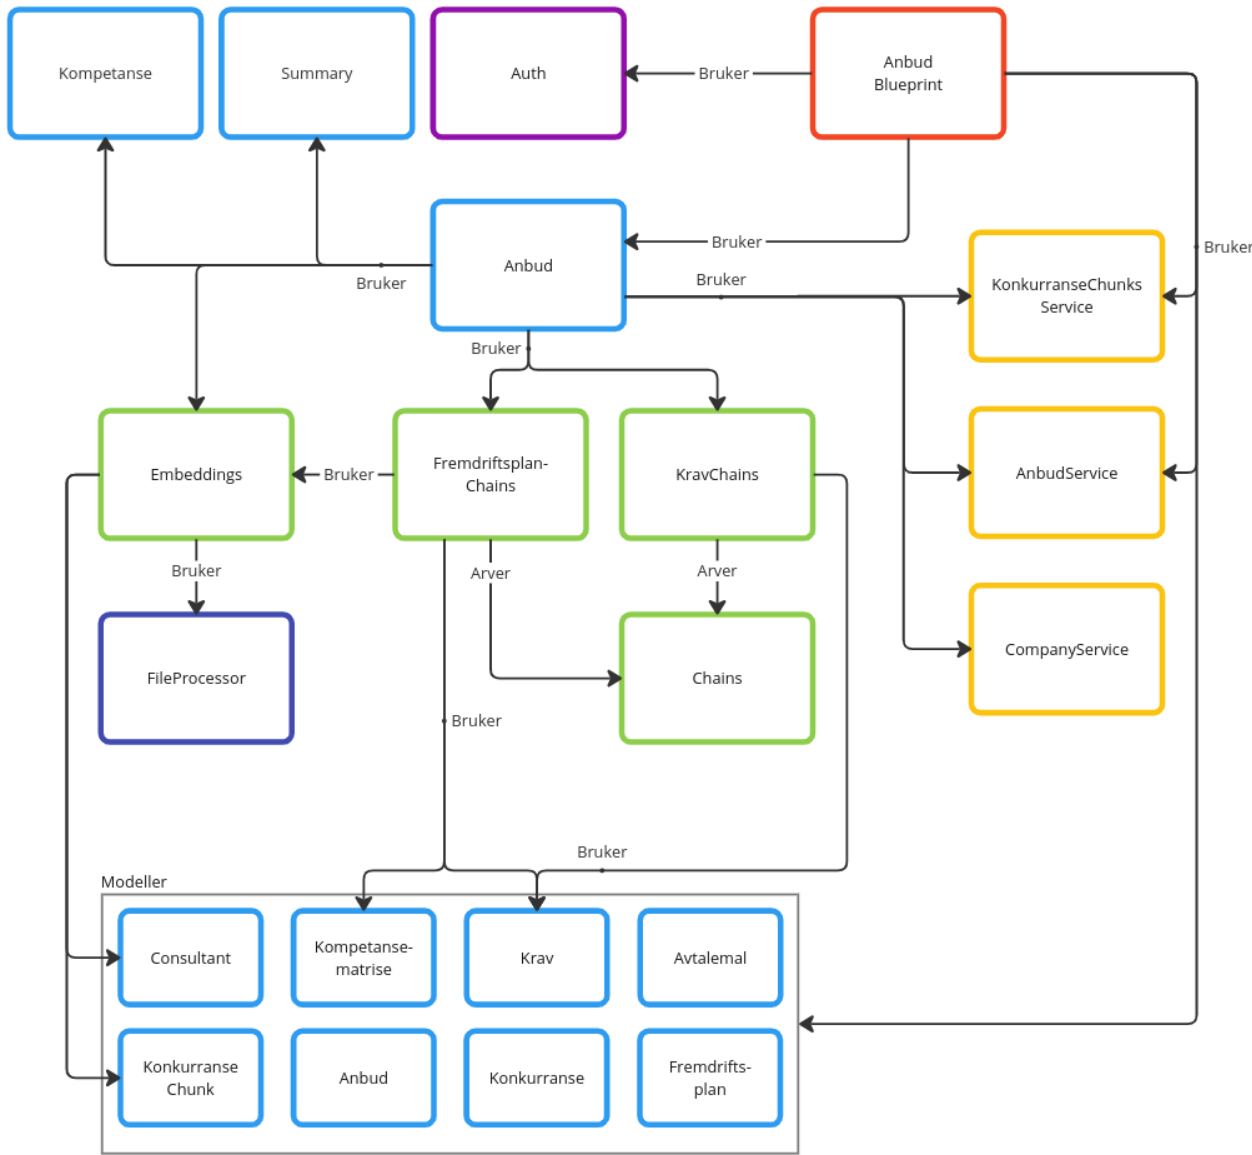 Kompetanse
Summary
Auth
Bruker
Anbud
Blueprint
Bruker
Anbud
Bruker
Bruker
Bruker
KonkurranseChunks
Service
Bruker
Embeddings
Bruker
Fremdriftsplan-
Chains
KravChains
AnbudService
Bruker
Arver
Arver
FileProcessor
Chains
CompanyService
Bruker
Bruker
Modeller
Consultant
Kompetanse-
matrise
Krav
Avtalemal
Konkurranse
Chunk
Anbud
Konkurranse
Fremdrifts-
plan